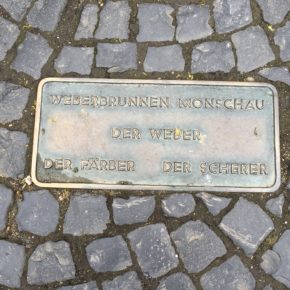 WEBERBRUNNEN MONSCHAU
DER WEBER
DER FÄRBER DER SCHERER